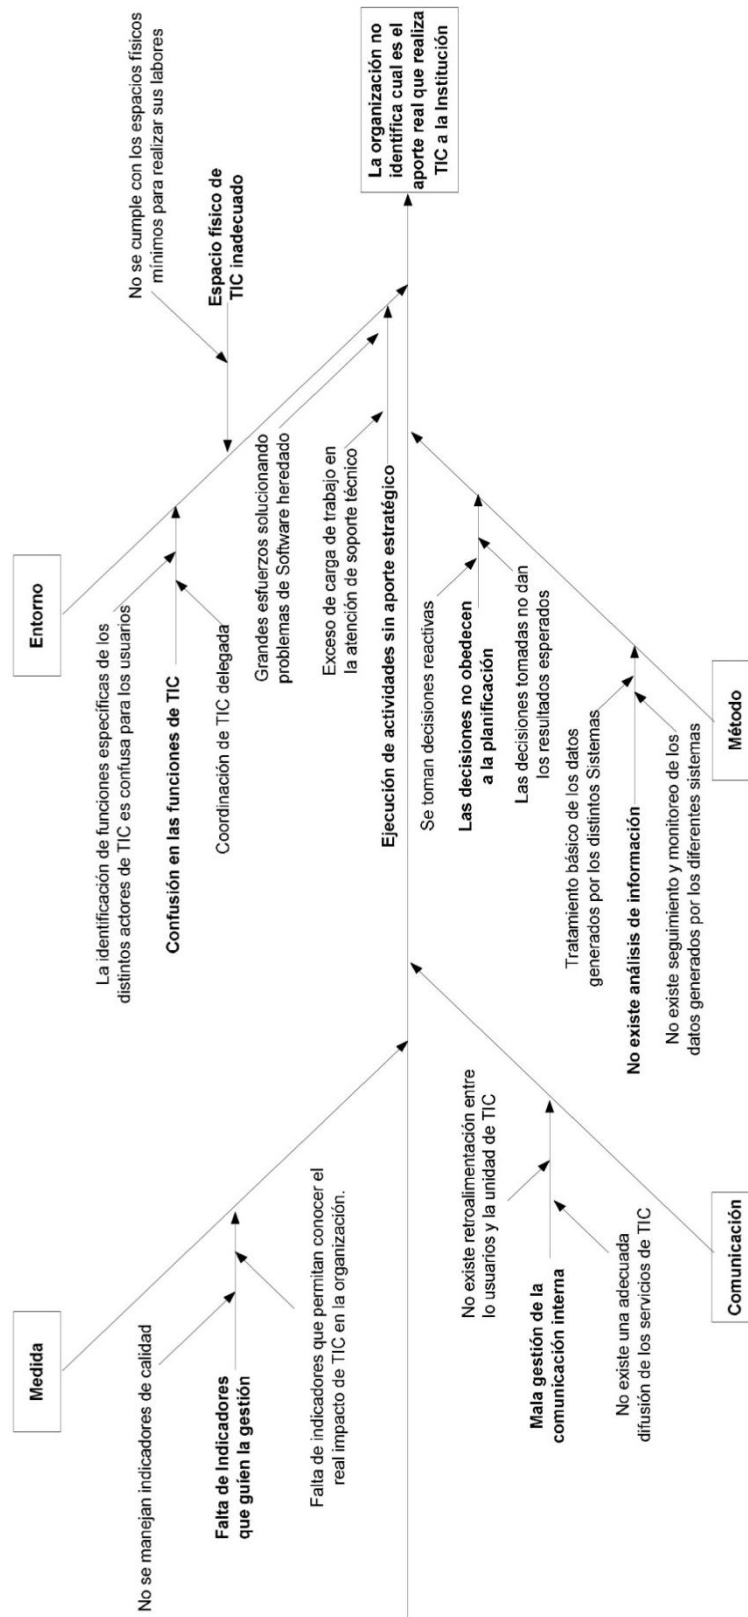 Medida
No se manejan indicadores de calidad
Falta de Indicadores
que guíen la gestión
Falta de indicadores que permitan conocer el
real impacto de TIC en la organización.
Entorno
La identificación de funciones específicas de los
distintos actores de TIC es confusa para los usuarios
Confusión en las funciones de TIC
Coordinación de TIC delegada
No se cumple con los espacios físicos
mínimos para realizar sus labores
Espacio físico de
TIC inadecuado
Grandes esfuerzos solucionando
problemas de Software heredado
Exceso de carga de trabajo en
la atención de soporte técnico
Ejecución de actividades sin aporte estratégico
La organización no
identifica cual es el
aporte real que realiza
TIC a la Institución
No existe retroalimentación entre
lo usuarios y la unidad de TIC
Mala gestión de la
comunicación interna
No existe una adecuada
difusión de los servicios de TIC
Comunicación
Se toman decisiones reactivas
Las decisiones no obedecen
a la planificación
Las decisiones tomadas no dan
los resultados esperados
Tratamiento básico de los datos
generados por los distintos Sistemas
No existe análisis de información
No existe seguimiento y monitoreo de los
datos generados por los diferentes sistemas
Método